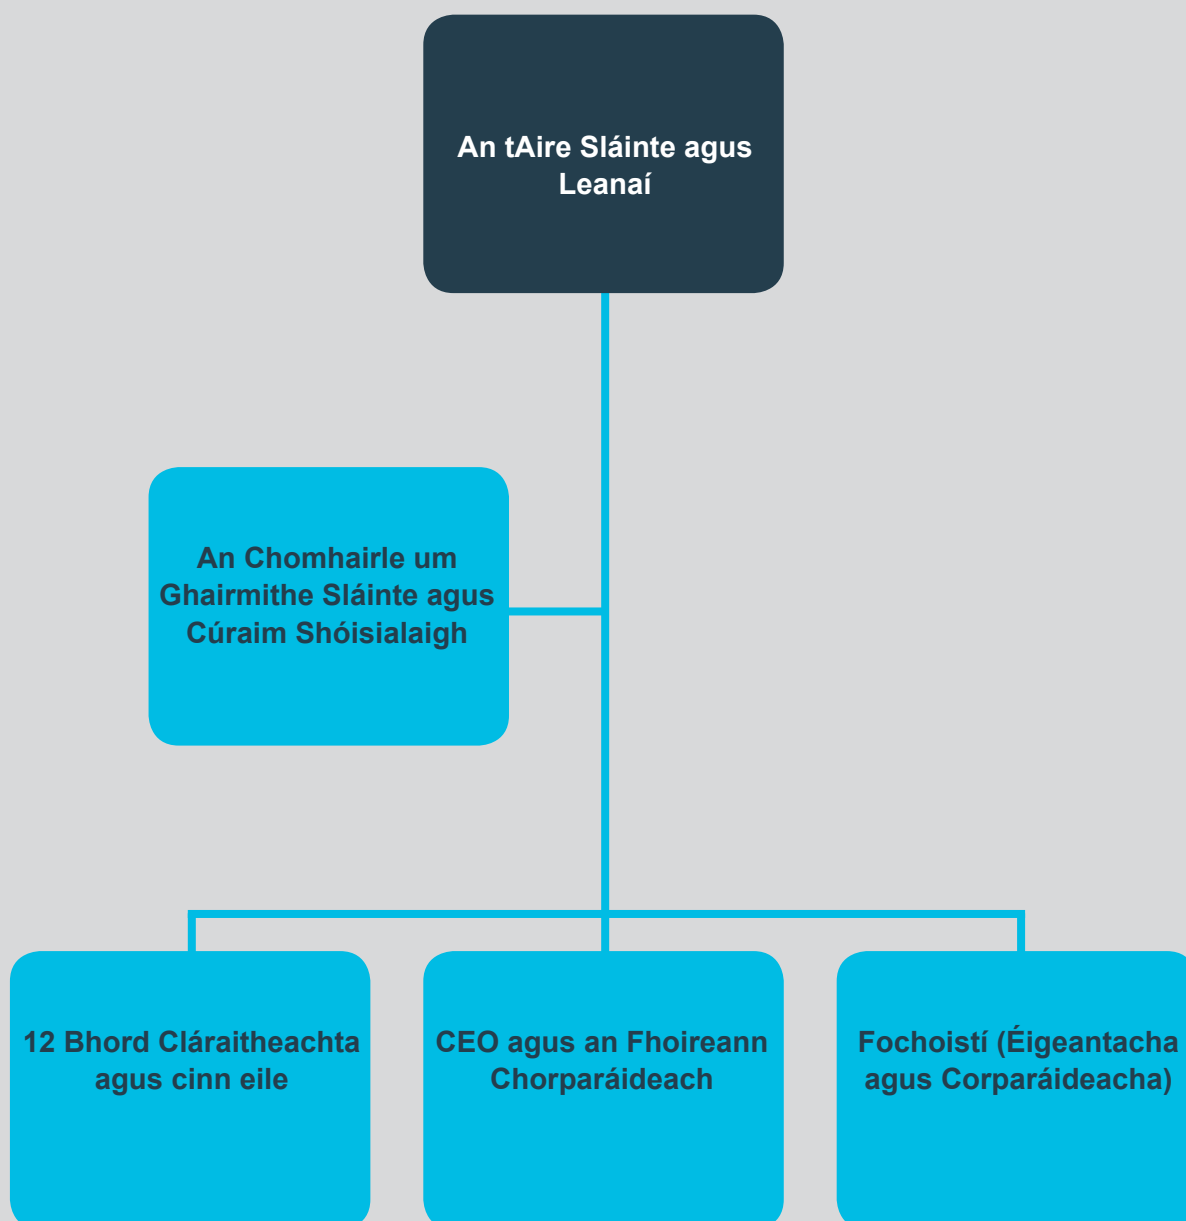 An tAire Sláinte agus
Leanaí
An Chomhairle um
Ghairmithe Sláinte agus
Cúraim Shóisialaigh
12 Bhord Cláraitheachta
agus cinn eile
CEO agus an Fhoireann
Chorparáideach
Fochoistí (Éigeantacha
agus Corparáideacha)